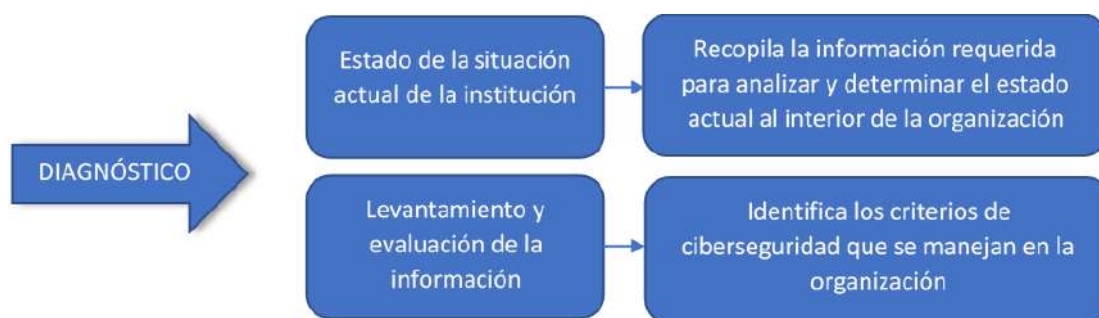 DIAGNÓSTICO
Estado de la situación
actual de la institución
Recopila la información requerida
para analizar y determinar el estado
actual al interior de la organización
Levantamiento y
evaluación de la
información
Identifica los criterios de
ciberseguridad que se manejan en la
organización